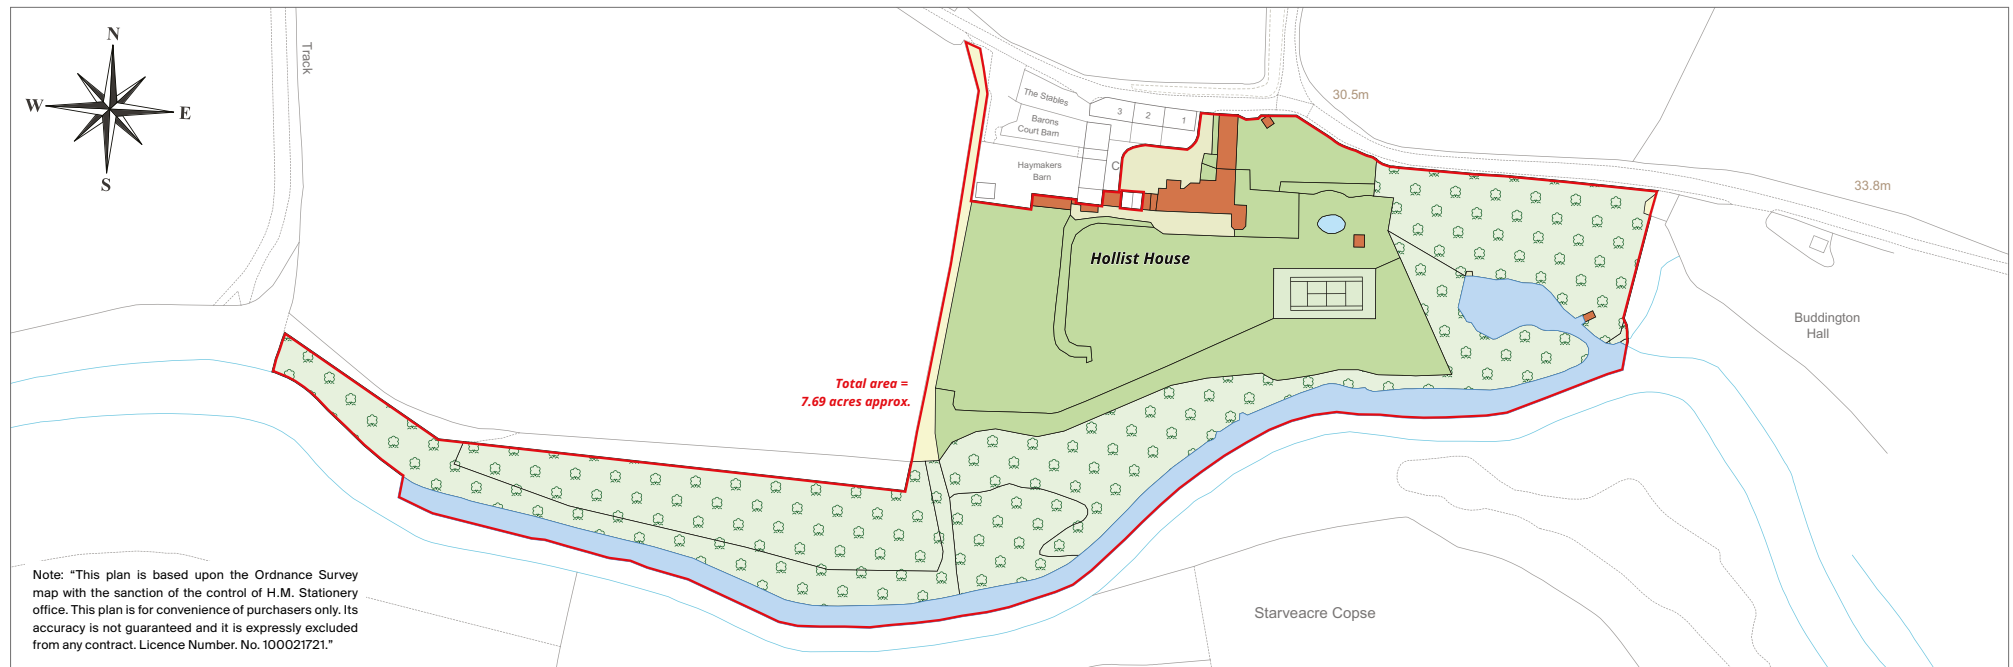 N
W
E
S
Track
The Stables
Barons
Court Barn
Haymakers
Barn
3
2
1
C
30.5m
33.8m
Hollist House
Buddington
Hall
Total area =
7.69 acres approx.
Starveacre Copse
Note: “This plan is based upon the Ordnance Survey
map with the sanction of the control of H.M. Stationery
office. This plan is for convenience of purchasers only. Its
accuracy is not guaranteed and it is expressly excluded
from any contract. Licence Number. No. 100021721.”